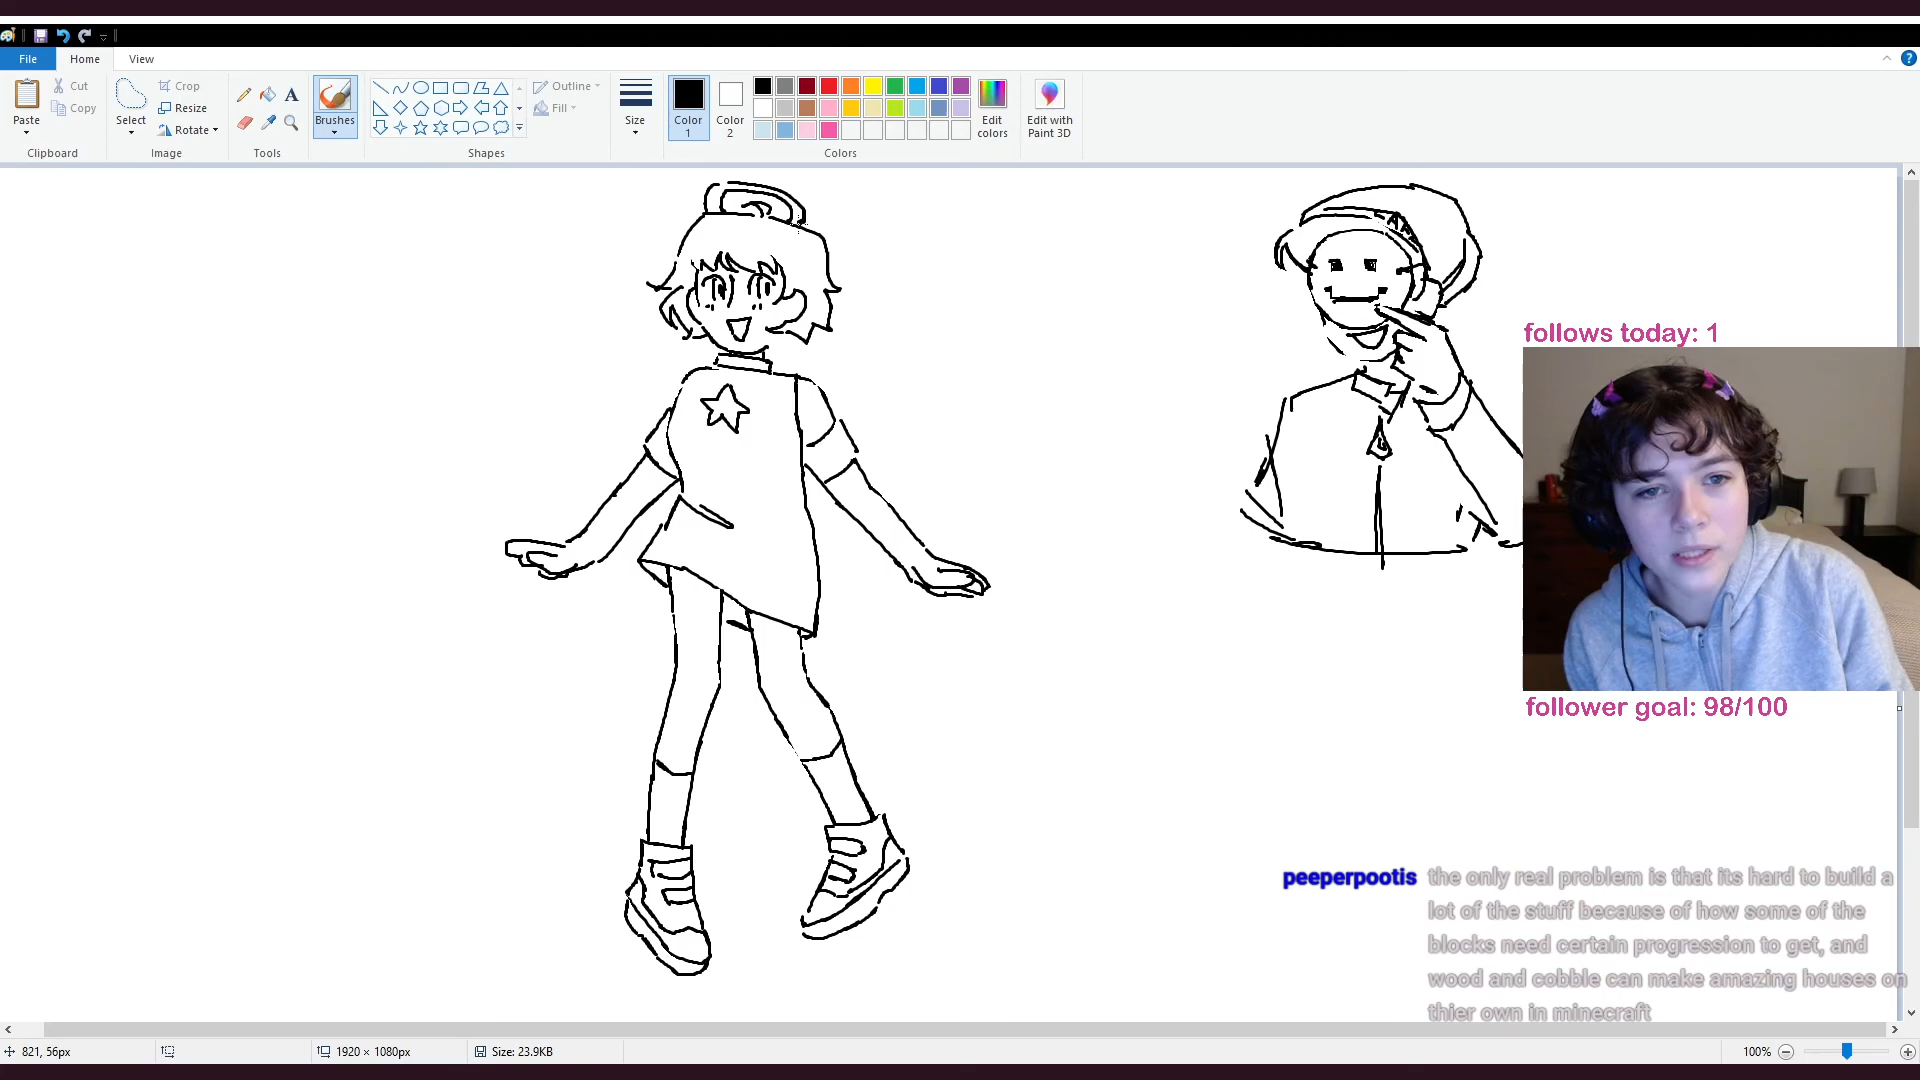 File Home View
Cut
Copy
Paste
Clipboard
Crop
Resize
Rotate
Select
Image
Tools
Brushes
Outline
Fill
Shapes
Size
Color 1
Color 2
Edit colors
Colors
Edit with Paint 3D
follows today: 1
follower goal: 98/100
peeperpootis the only real problem is that its hard to build a
lot of the stuff because of how some of the
blocks need certain progression to get, and
wood and cobble can make amazing houses on
thier own in minecraft
821, 56px
1920 × 1080px
Size: 23.9KB
100%